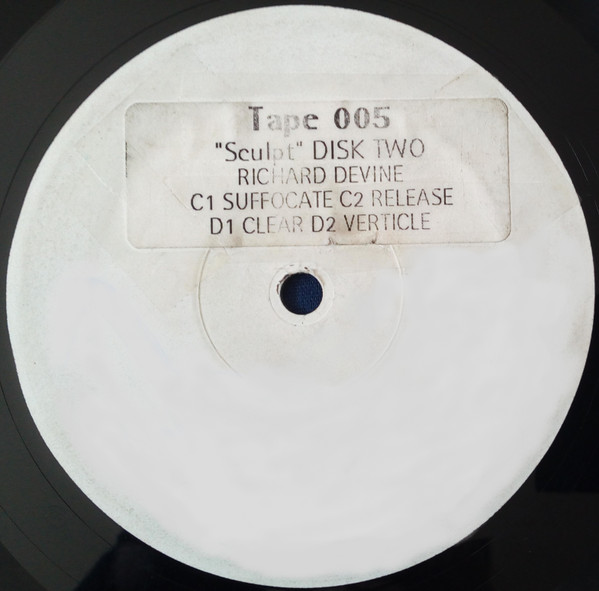 Tape 005
"Sculpt" DISK TWO
RICHARD DEVINE
C1 SUFFOCATE C2 RELEASE
D1 CLEAR D2 VERTICLE